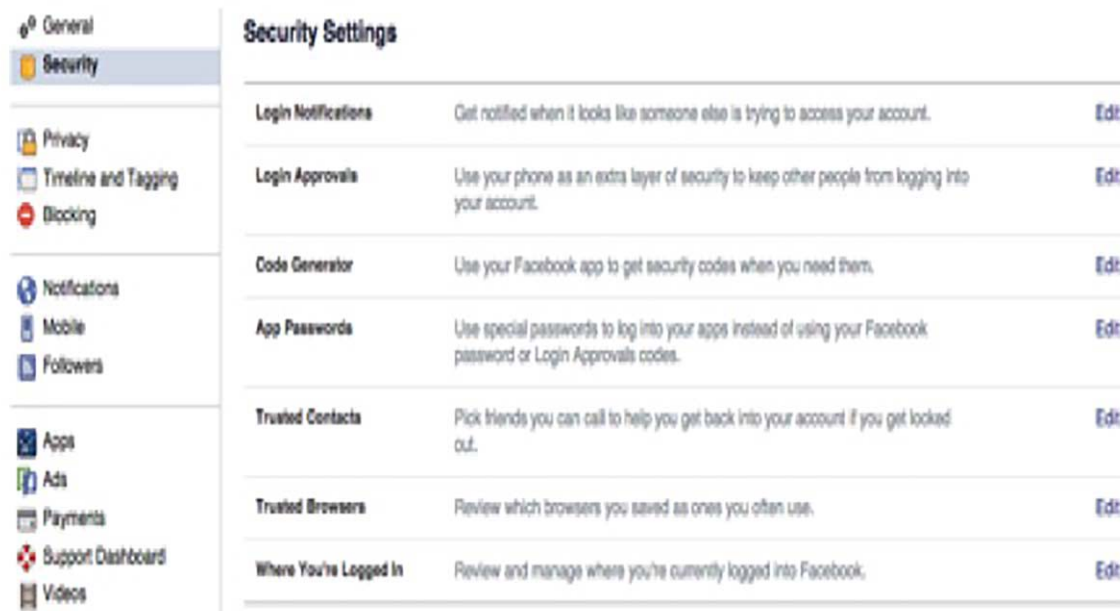 General
Security
Privacy
Timeline and Tagging
Blocking
Notifications
Mobile
Followers
Apps
Ads
Payments
Support Dashboard
Videos
Security Settings
Login Notifications Get notified when it looks like someone else is trying to access your account. Edit
Login Approvals Use your phone as an extra layer of security to keep other people from logging into Edit
your account.
Code Generator Use your Facebook app to get security codes when you need them. Edit
App Passwords Use special passwords to log into your apps instead of using your Facebook Edit
password or Login Approvals codes.
Trusted Contacts Pick friends you can call to help you get back into your account if you get locked Edit
out.
Trusted Browsers Review which browsers you saved as ones you often use. Edit
Where You're Logged In Review and manage where you're currently logged into Facebook. Edit